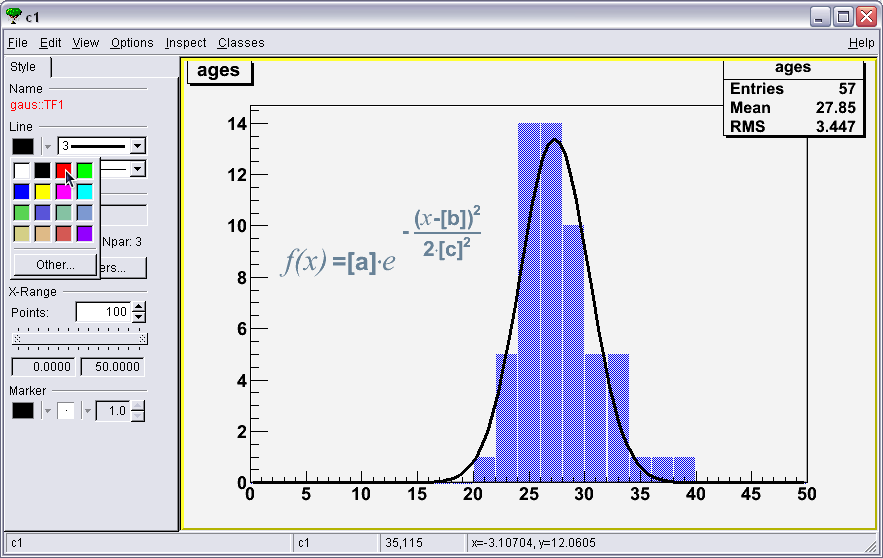 c1
File Edit View Options Inspect Classes Help
Style
Name
gaus::TF1
Line
3
Npar: 3
Other...
ers...
X-Range
Points: 100
0.0000 50.0000
Marker
1.0
ages
ages
Entries 57
Mean 27.85
RMS 3.447
f(x)=[a]·e -(x-[b])²/2·[c]²
14
12
10
8
6
4
2
0
0 5 10 15 20 25 30 35 40 45 50
c1 c1 35,115 x=-3.10704, y=12.0605